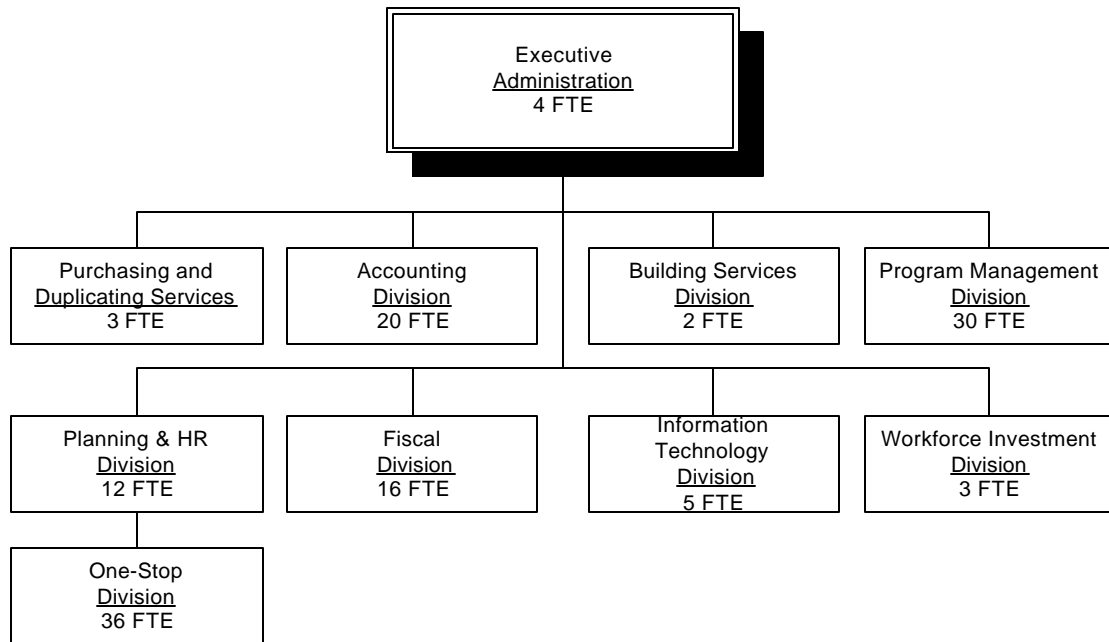 Executive
Administration
4 FTE
Purchasing and
Duplicating Services
3 FTE
Accounting
Division
20 FTE
Building Services
Division
2 FTE
Program Management
Division
30 FTE
Planning & HR
Division
12 FTE
Fiscal
Division
16 FTE
Information
Technology
Division
5 FTE
Workforce Investment
Division
3 FTE
One-Stop
Division
36 FTE